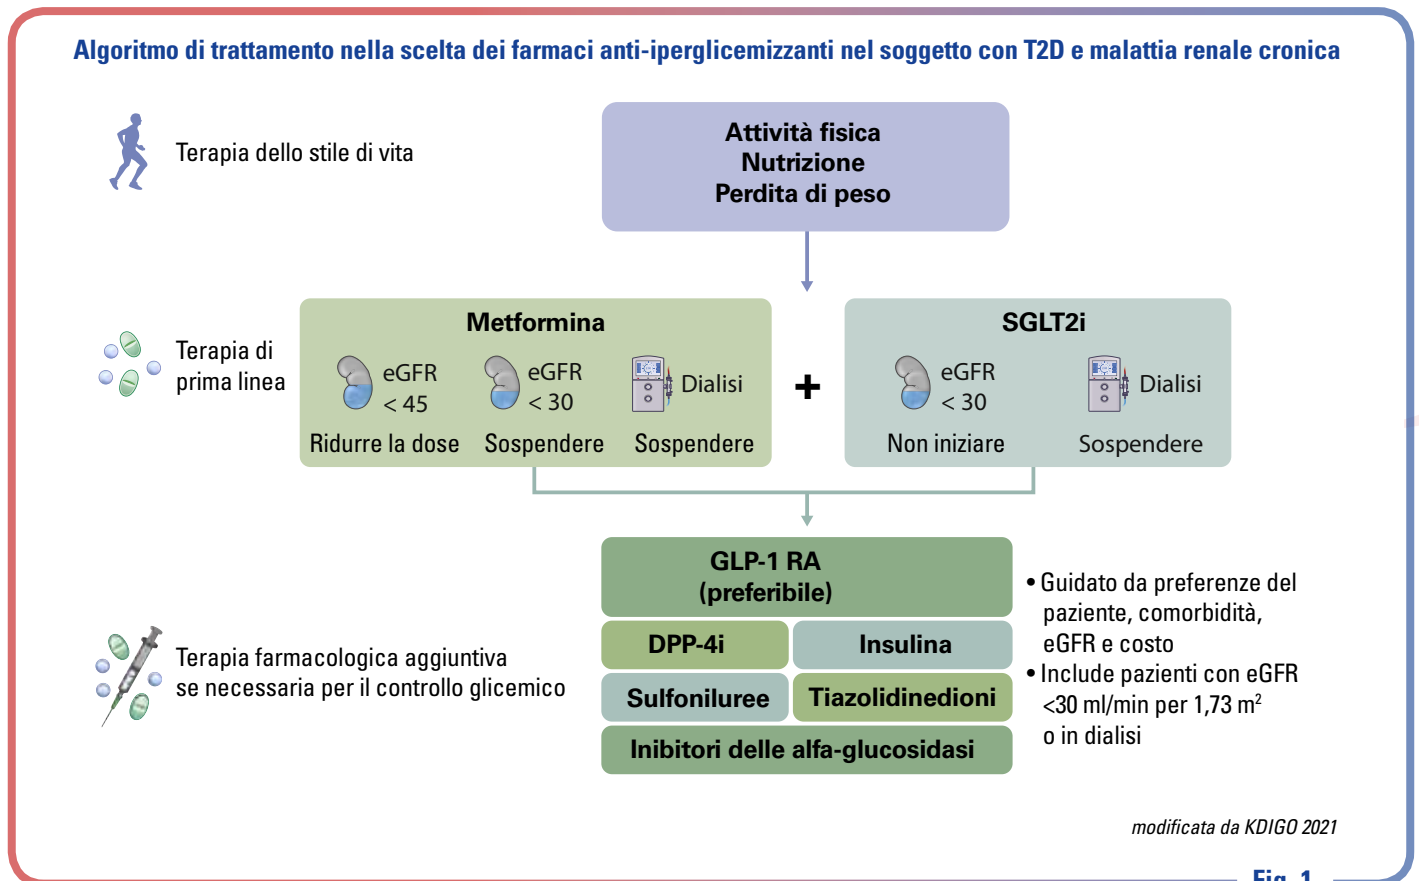 Algoritmo di trattamento nella scelta dei farmaci anti-iperglicemizzanti nel soggetto con T2D e malattia renale cronica
Terapia dello stile di vita
Attività fisica
Nutrizione
Perdita di peso
Terapia di
prima linea
Metformina
eGFR
< 45
Ridurre la dose
eGFR
< 30
Sospendere
Dialisi
Sospendere
+
SGLT2i
eGFR
< 30
Non iniziare
Dialisi
Sospendere
Terapia farmacologica aggiuntiva
se necessaria per il controllo glicemico
GLP-1 RA
(preferibile)
DPP-4i
Insulina
Sulfoniluree
Tiazolidinedioni
Inibitori delle alfa-glucosidasi
• Guidato da preferenze del
paziente, comorbidità,
eGFR e costo
• Include pazienti con eGFR
<30 ml/min per 1,73 m²
o in dialisi
modificata da KDIGO 2021
Fig. 1